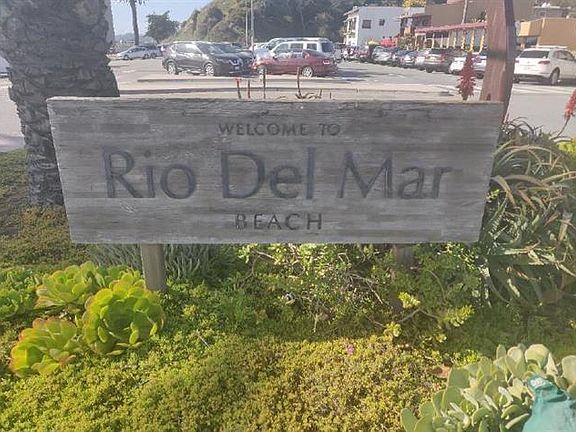 WELCOME TO
Rio Del Mar
BEACH